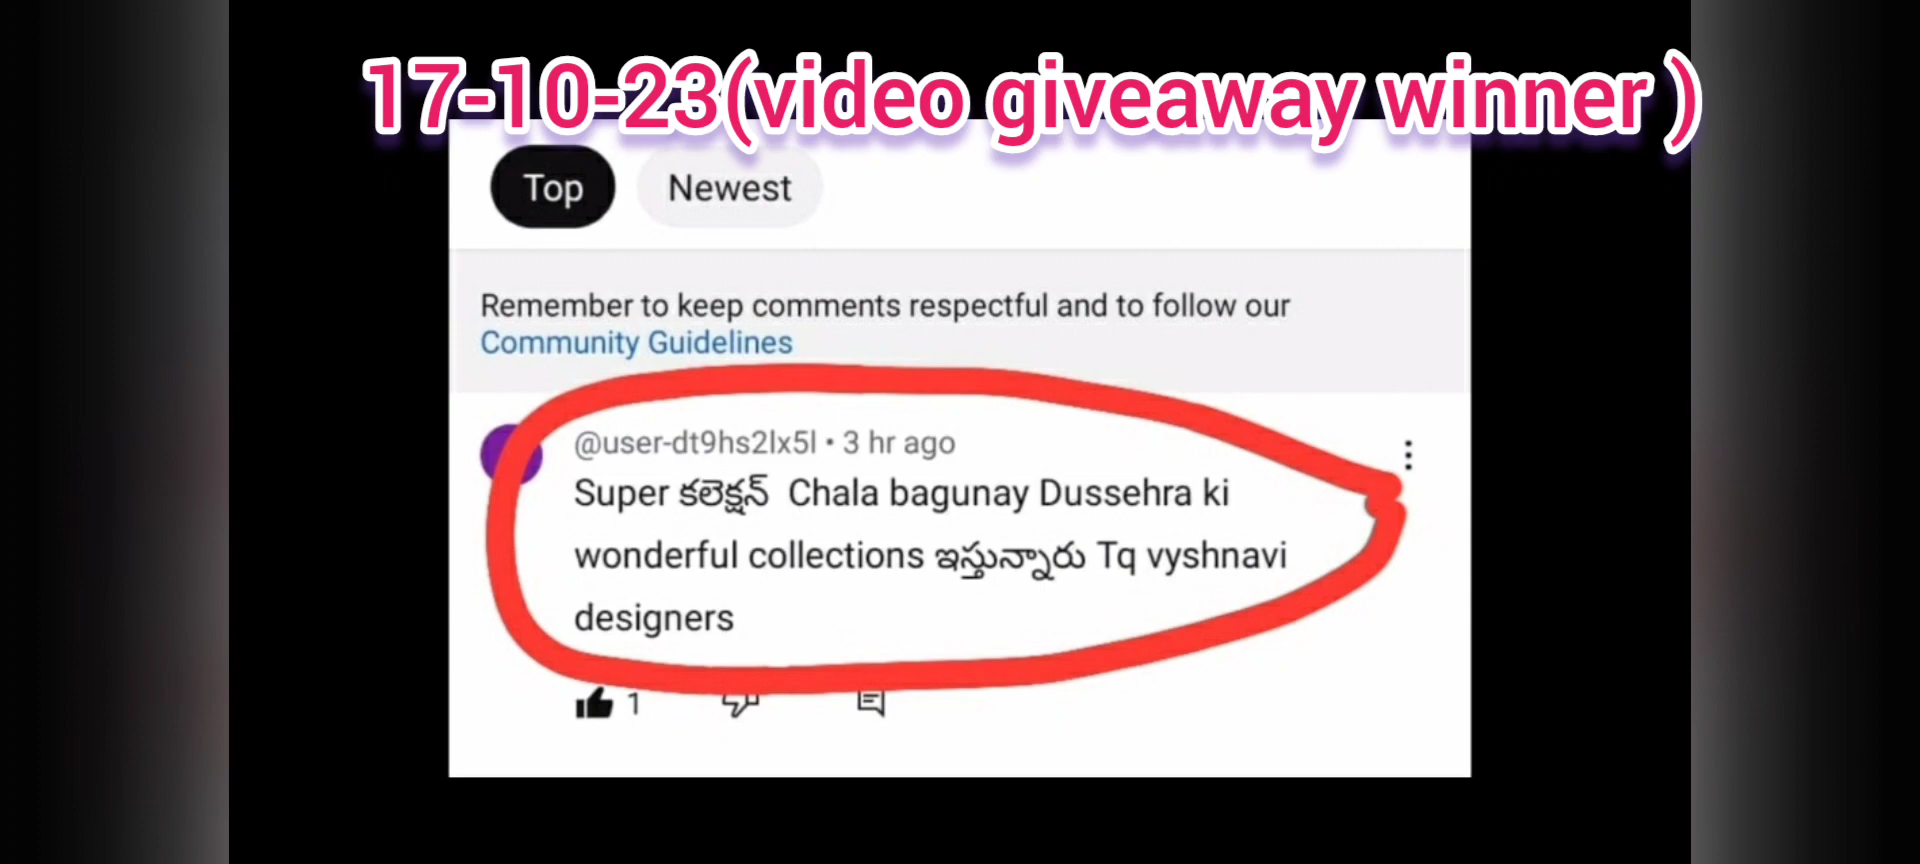 17-10-23(video giveaway winner )
Top
Newest
Remember to keep comments respectful and to follow our
Community Guidelines
@user-dt9hs2lx5l • 3 hr ago
Super కలెక్షన్ Chala bagunay Dussehra ki
wonderful collections ఇస్తున్నారు Tq vyshnavi
designers
1